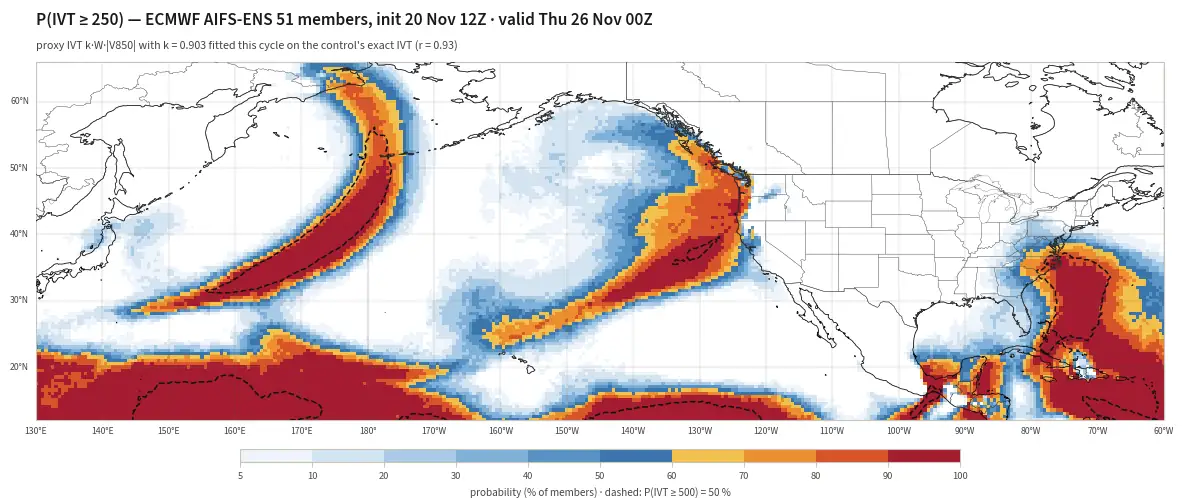 P(IVT ≥ 250) — ECMWF AIFS-ENS 51 members, init 20 Nov 12Z · valid Thu 26 Nov 00Z
proxy IVT k·W·|V850| with k = 0.903 fitted this cycle on the control's exact IVT (r = 0.93)
60°N
50°N
40°N
30°N
20°N
130°E 140°E 150°E 160°E 170°E 180° 170°W 160°W 150°W 140°W 130°W 120°W 110°W 100°W 90°W 80°W 70°W 60°W
5 10 20 30 40 50 60 70 80 90 100
probability (% of members) · dashed: P(IVT ≥ 500) = 50 %